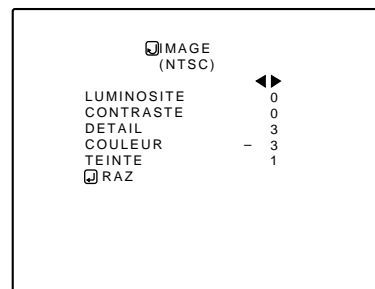 IMAGE
(NTSC)
LUMINOSITE 0
CONTRASTE 0
DETAIL 3
COULEUR – 3
TEINTE 1
RAZ